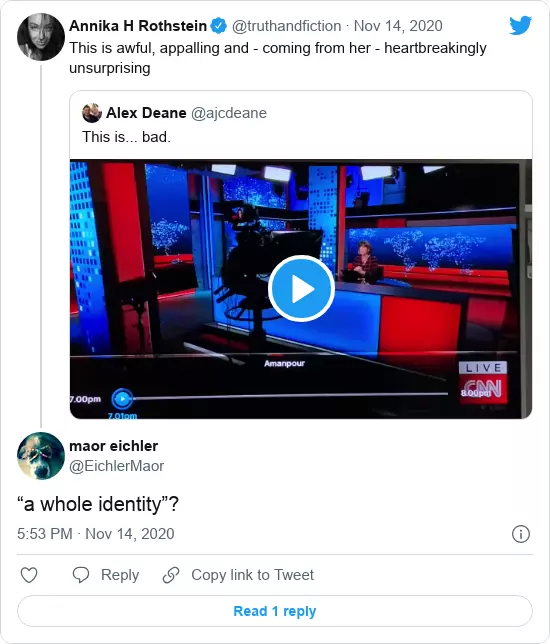 Annika H Rothstein @truthandfiction · Nov 14, 2020
This is awful, appalling and - coming from her - heartbreakingly
unsurprising
Alex Deane @ajcdeane
This is... bad.
Amanpour
LIVE
CNN
7.00pm
8.00pm
7.01pm
maor eichler
@EichlerMaor
“a whole identity”?
5:53 PM · Nov 14, 2020
Reply
Copy link to Tweet
Read 1 reply